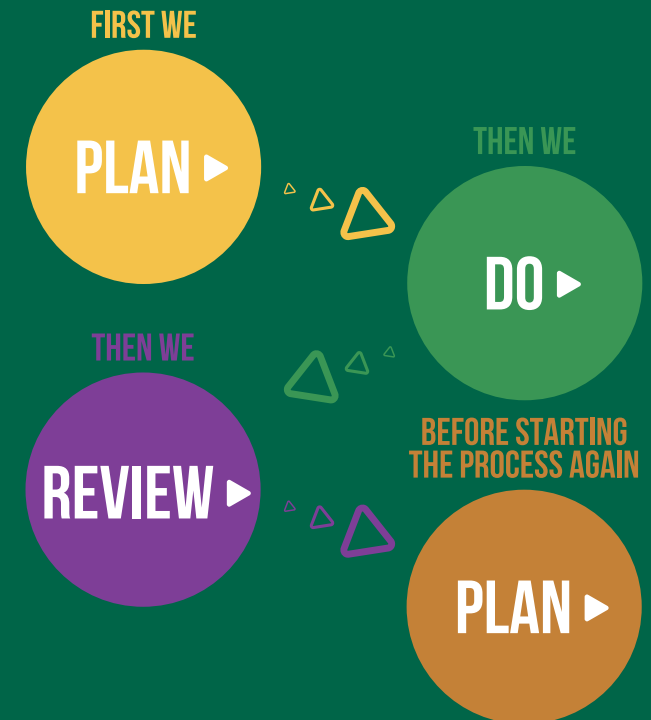 FIRST WE
PLAN
THEN WE
DO
THEN WE
REVIEW
BEFORE STARTING
THE PROCESS AGAIN
PLAN